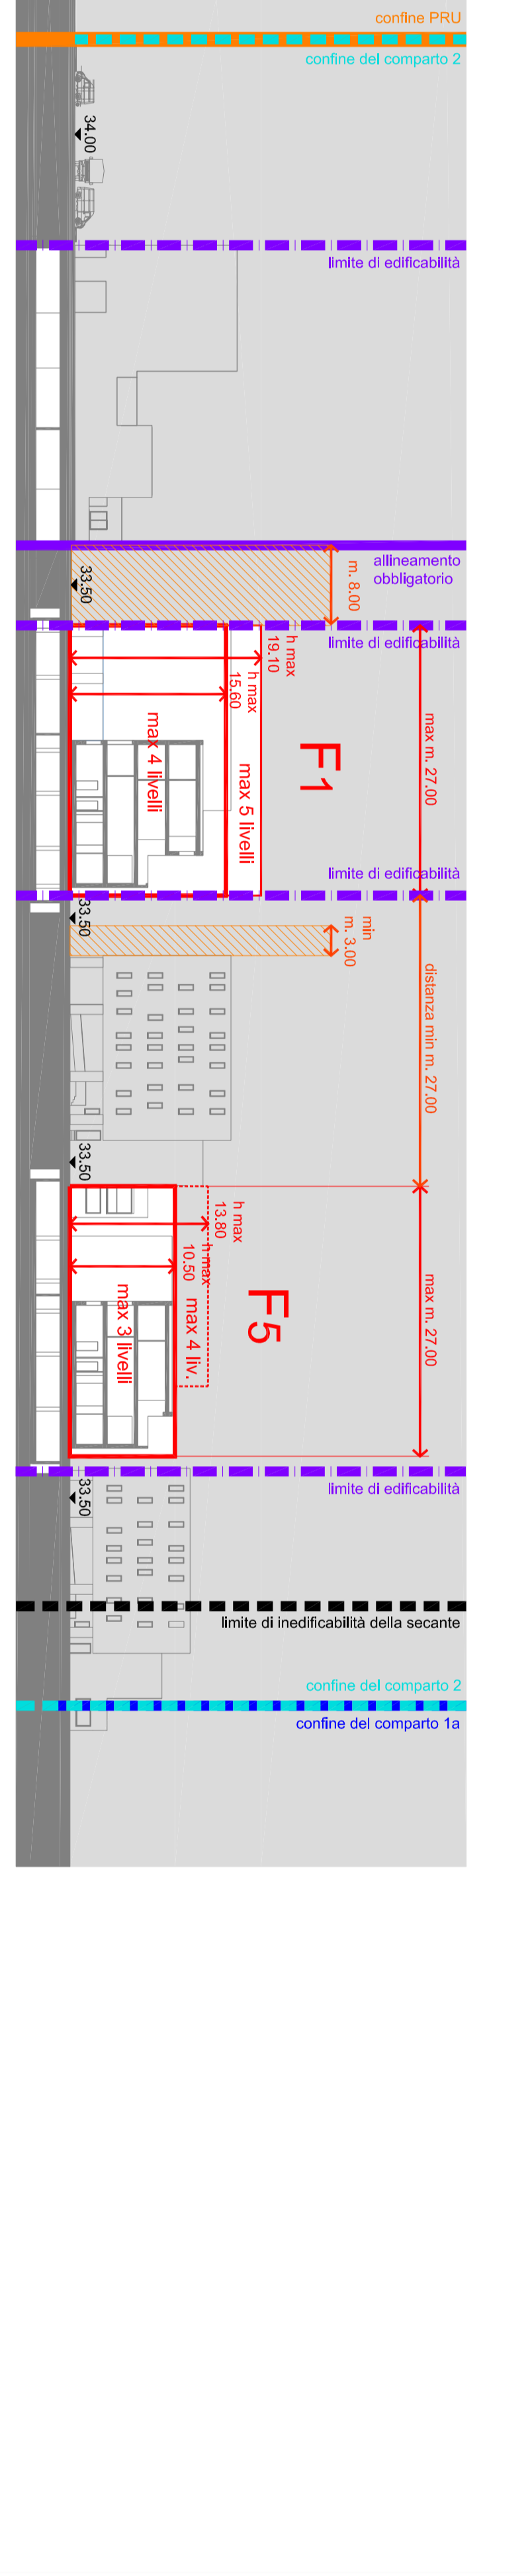 confine PRU
confine del comparto 2
34.00
limite di edificabilità
allineamento
obbligatorio
m. 8.00
33.50
limite di edificabilità
h max
19.10
h max
15.60
max 4 livelli
max 5 livelli
F1
max m. 27.00
limite di edificabilità
33.50
min
m. 3.00
distanza min m. 27.00
33.50
h max
13.80
h max
10.50
max 3 livelli
max 4 liv.
F5
max m. 27.00
limite di edificabilità
33.50
limite di inedificabilità della secante
confine del comparto 2
confine del comparto 1a